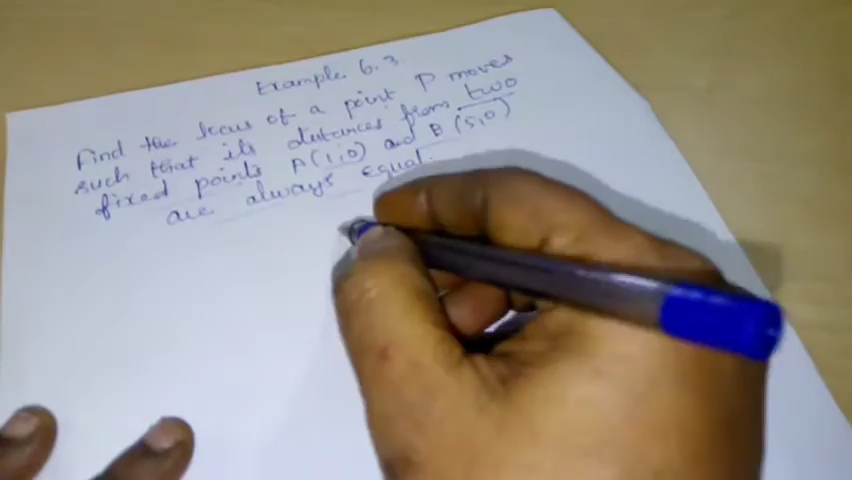 Example 6.3
Find the locus of a point P moves
such that its distances from two
fixed points A(1,0) and B(5,0)
are always equal.